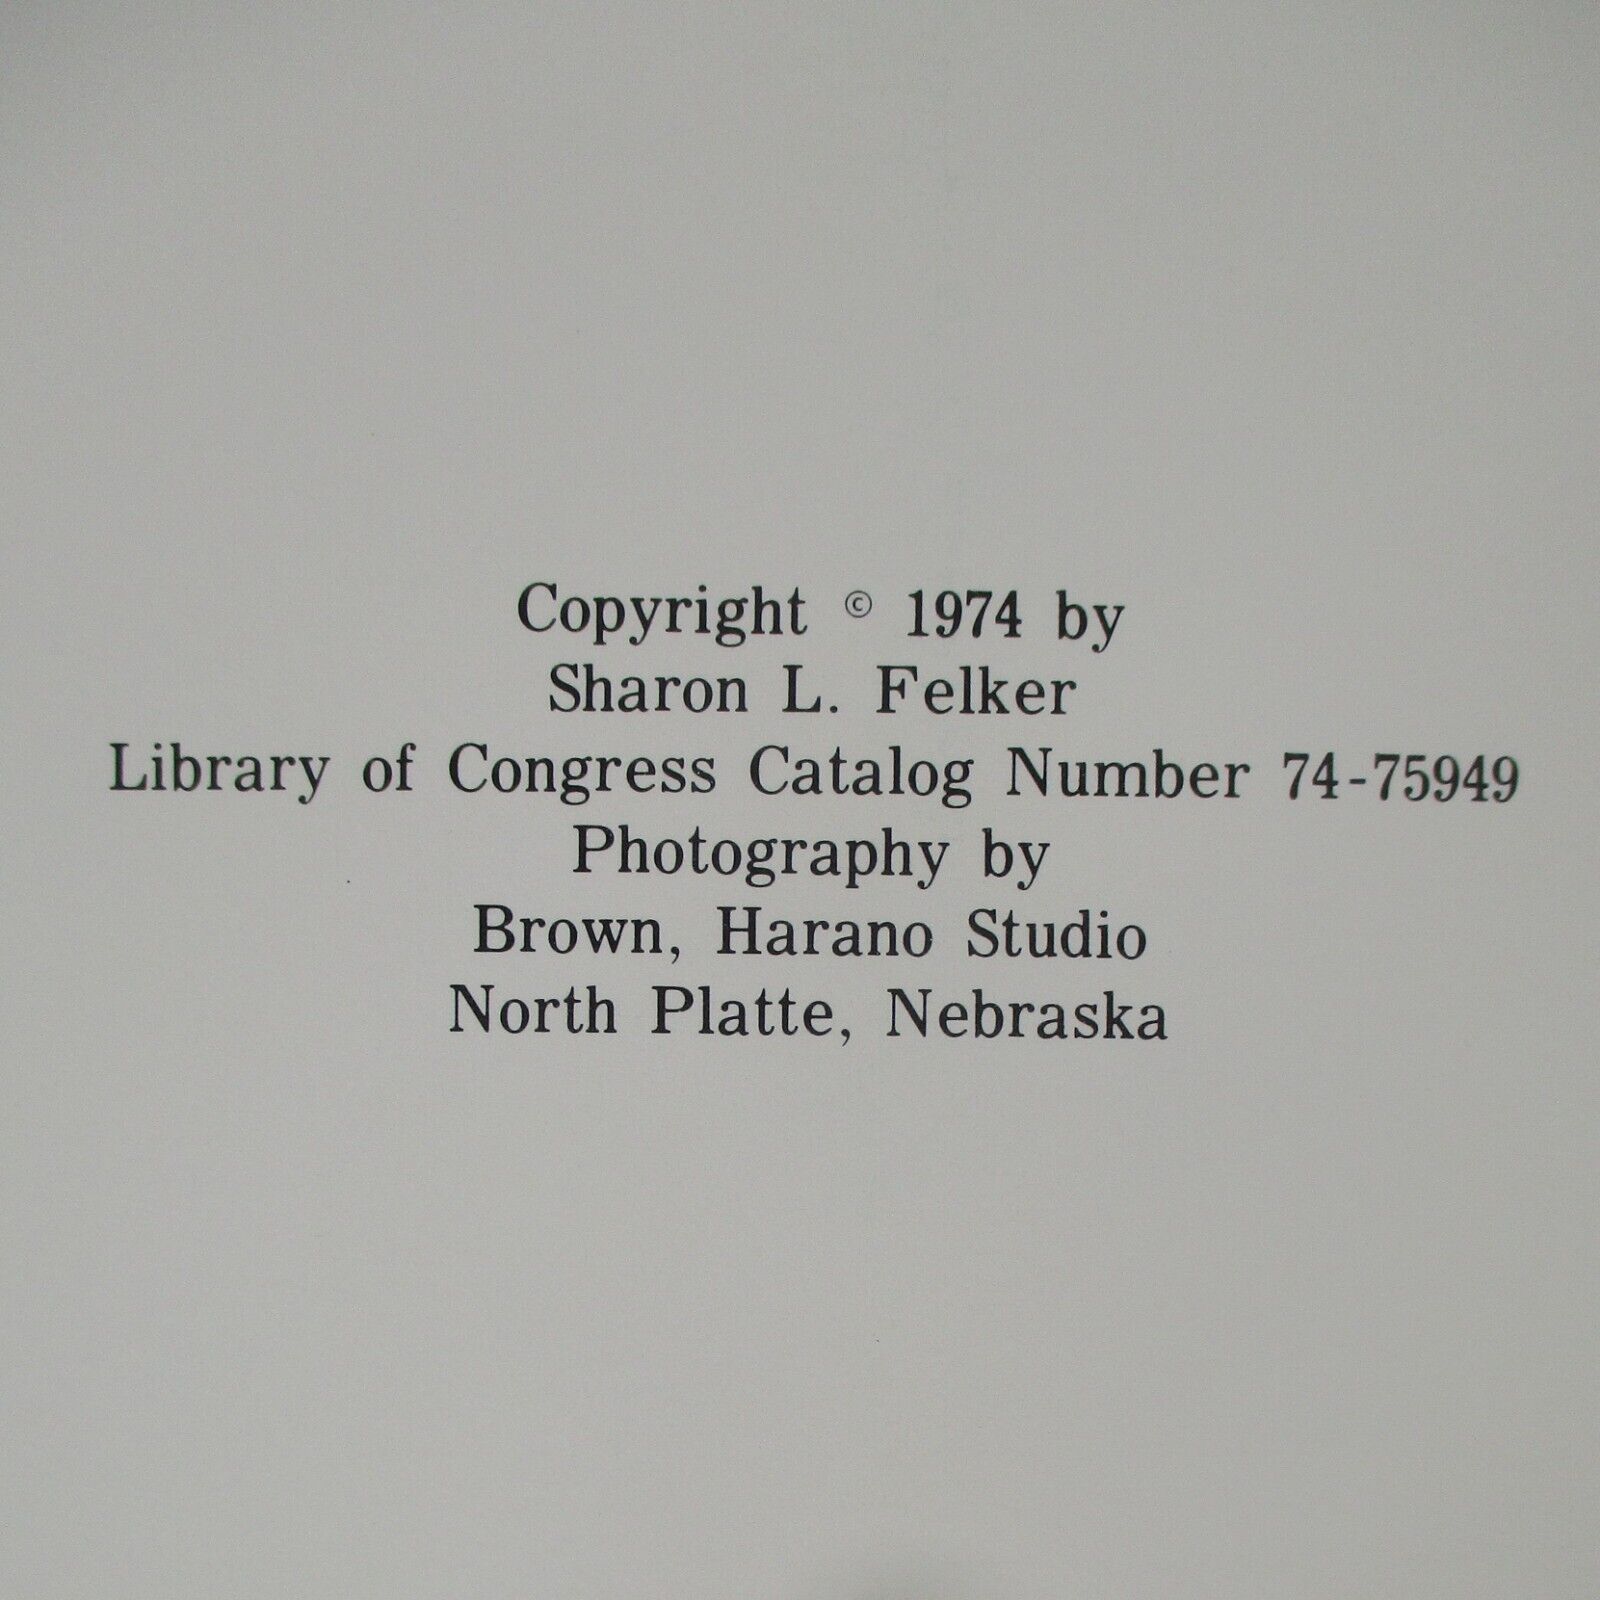 Copyright © 1974 by
Sharon L. Felker
Library of Congress Catalog Number 74-75949
Photography by
Brown, Harano Studio
North Platte, Nebraska